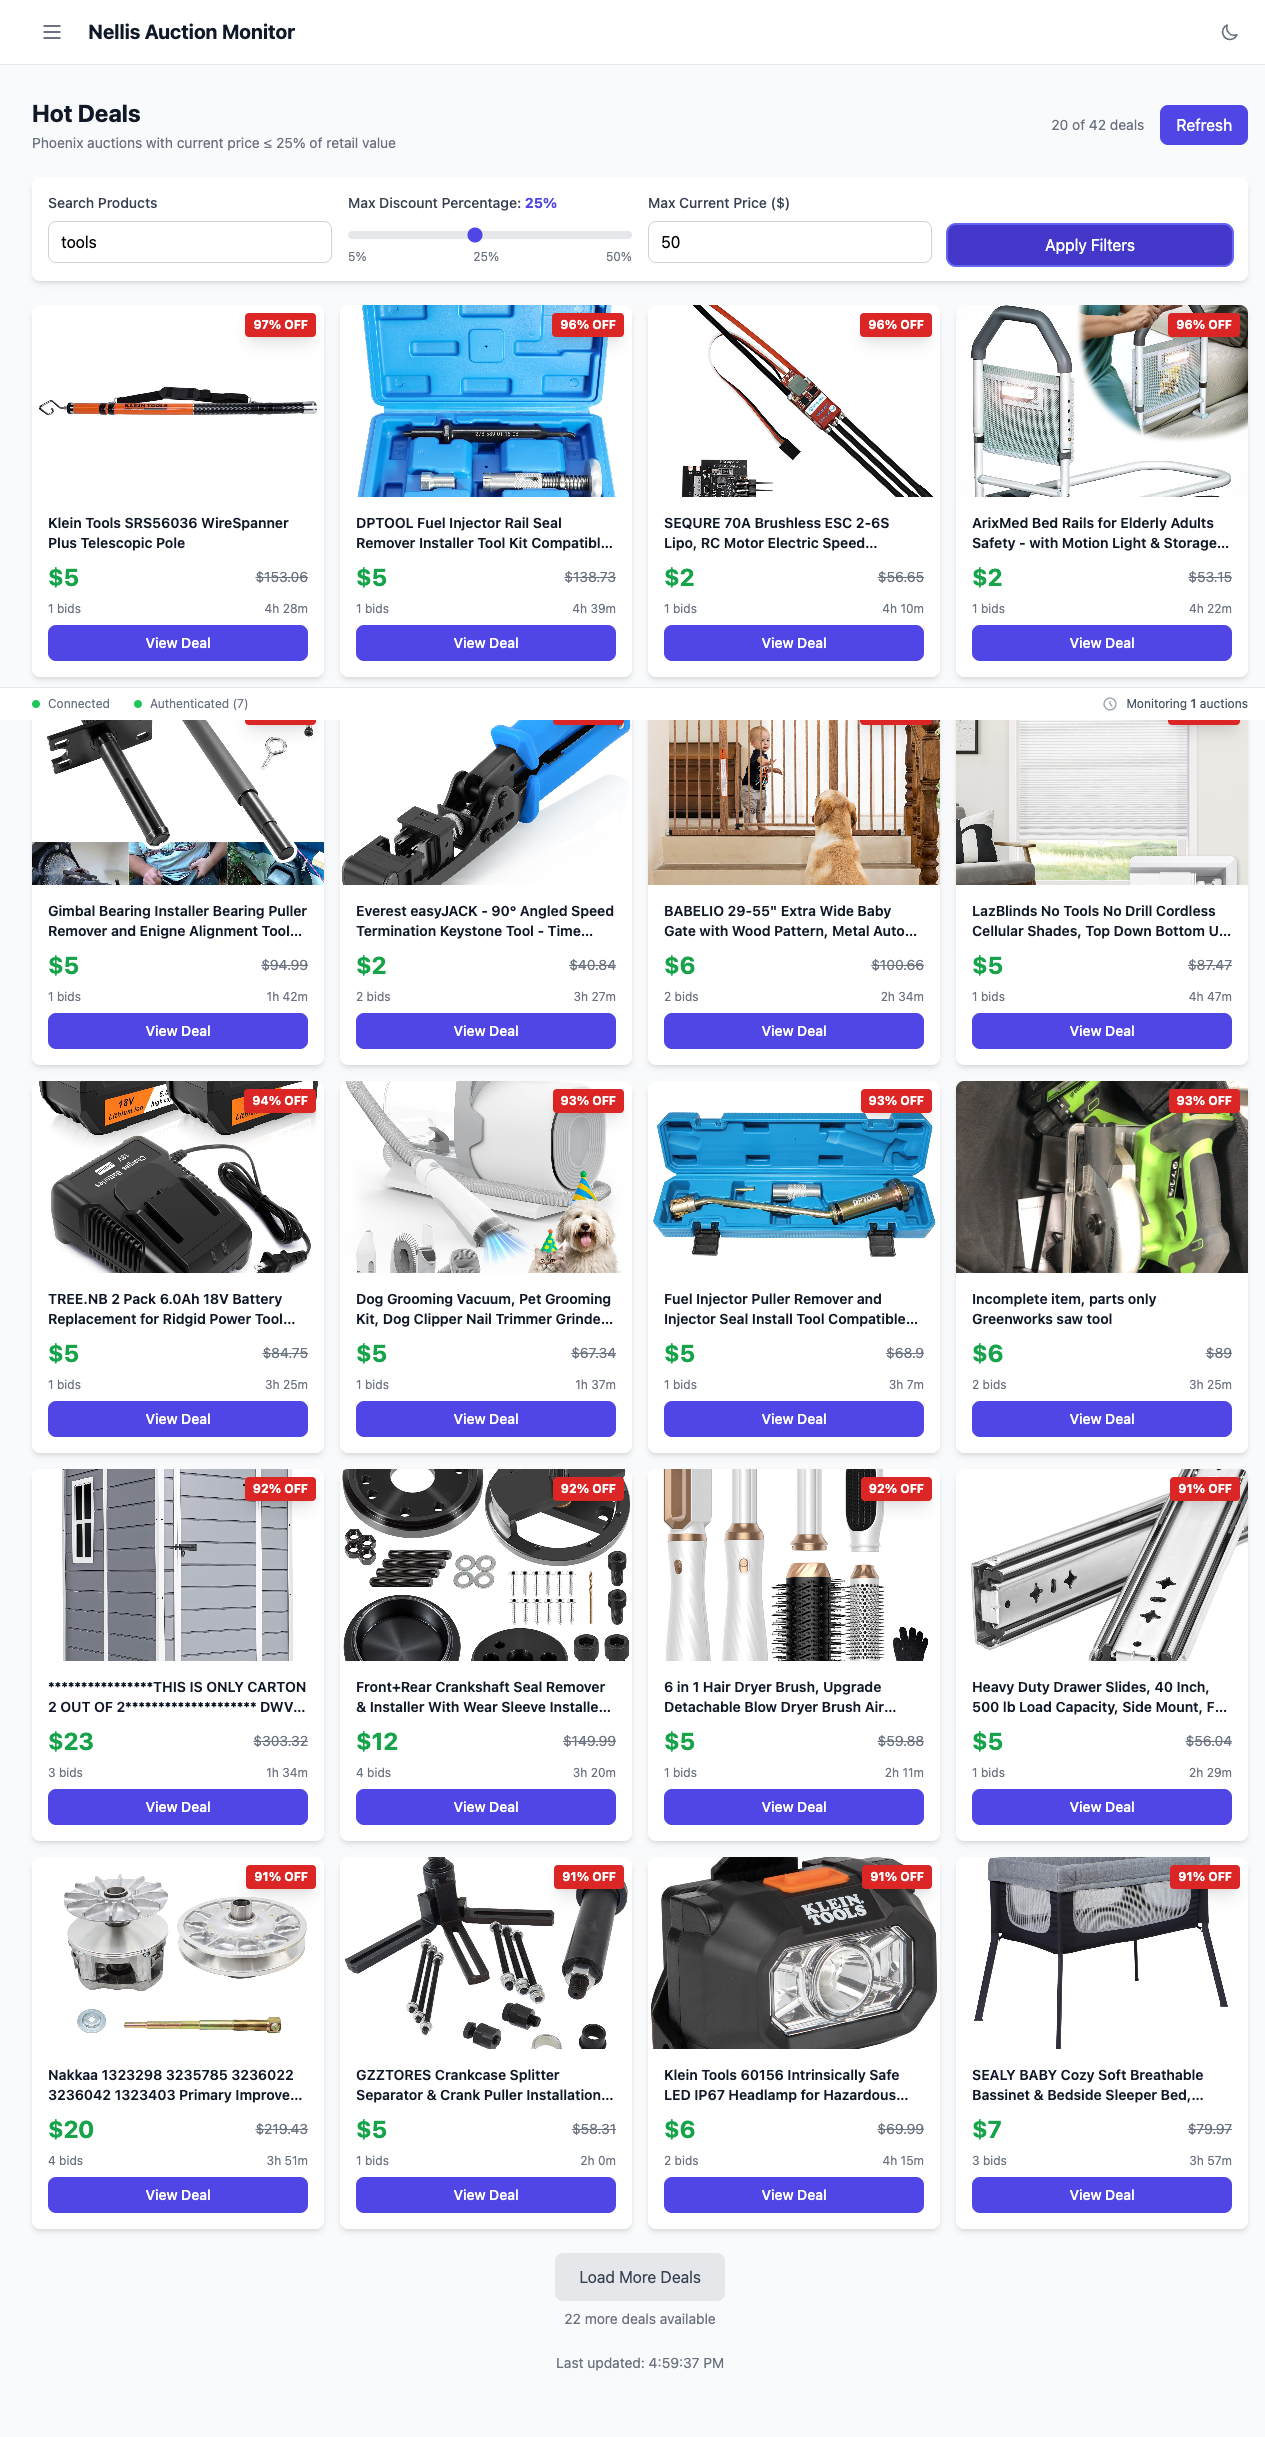 Nellis Auction Monitor
Hot Deals
Phoenix auctions with current price ≤ 25% of retail value
20 of 42 deals
Refresh
Search Products
tools
Max Discount Percentage: 25%
5%
25%
50%
Max Current Price ($)
50
Apply Filters
97% OFF
KLEIN TOOLS
Klein Tools SRS56036 WireSpanner
Plus Telescopic Pole
$5
$153.06
1 bids
4h 28m
View Deal
96% OFF
DPTOOL Fuel Injector Rail Seal
Remover Installer Tool Kit Compatibl...
$5
$138.73
1 bids
4h 39m
View Deal
96% OFF
SEQURE 70A Brushless ESC 2-6S
Lipo, RC Motor Electric Speed...
$2
$56.65
1 bids
4h 10m
View Deal
96% OFF
ArixMed Bed Rails for Elderly Adults
Safety - with Motion Light & Storage...
$2
$53.15
1 bids
4h 22m
View Deal
Connected
Authenticated (7)
Monitoring 1 auctions
Gimbal Bearing Installer Bearing Puller
Remover and Enigne Alignment Tool...
$5
$94.99
1 bids
1h 42m
View Deal
Everest easyJACK - 90° Angled Speed
Termination Keystone Tool - Time...
$2
$40.84
2 bids
3h 27m
View Deal
BABELIO 29-55" Extra Wide Baby
Gate with Wood Pattern, Metal Auto...
$6
$100.66
2 bids
2h 34m
View Deal
LazBlinds No Tools No Drill Cordless
Cellular Shades, Top Down Bottom U...
$5
$87.47
1 bids
4h 47m
View Deal
94% OFF
18V
Lithium Ion
Charges Batteries
18V
TREE.NB 2 Pack 6.0Ah 18V Battery
Replacement for Ridgid Power Tool...
$5
$84.75
1 bids
3h 25m
View Deal
93% OFF
Dog Grooming Vacuum, Pet Grooming
Kit, Dog Clipper Nail Trimmer Grinde...
$5
$67.34
1 bids
1h 37m
View Deal
93% OFF
DPTOOL
Fuel Injector Puller Remover and
Injector Seal Install Tool Compatible...
$5
$68.9
1 bids
3h 7m
View Deal
93% OFF
Incomplete item, parts only
Greenworks saw tool
$6
$89
2 bids
3h 25m
View Deal
92% OFF
****************THIS IS ONLY CARTON
2 OUT OF 2******************** DWV...
$23
$303.32
3 bids
1h 34m
View Deal
92% OFF
Front+Rear Crankshaft Seal Remover
& Installer With Wear Sleeve Installe...
$12
$149.99
4 bids
3h 20m
View Deal
92% OFF
6 in 1 Hair Dryer Brush, Upgrade
Detachable Blow Dryer Brush Air...
$5
$59.88
1 bids
2h 11m
View Deal
91% OFF
Heavy Duty Drawer Slides, 40 Inch,
500 lb Load Capacity, Side Mount, F...
$5
$56.04
1 bids
2h 29m
View Deal
91% OFF
Nakkaa 1323298 3235785 3236022
3236042 1323403 Primary Improve...
$20
$219.43
4 bids
3h 51m
View Deal
91% OFF
GZZTORES Crankcase Splitter
Separator & Crank Puller Installation...
$5
$58.31
1 bids
2h 0m
View Deal
91% OFF
KLEIN
TOOLS
Klein Tools 60156 Intrinsically Safe
LED IP67 Headlamp for Hazardous...
$6
$69.99
2 bids
4h 15m
View Deal
91% OFF
SEALY BABY Cozy Soft Breathable
Bassinet & Bedside Sleeper Bed,...
$7
$79.97
3 bids
3h 57m
View Deal
Load More Deals
22 more deals available
Last updated: 4:59:37 PM